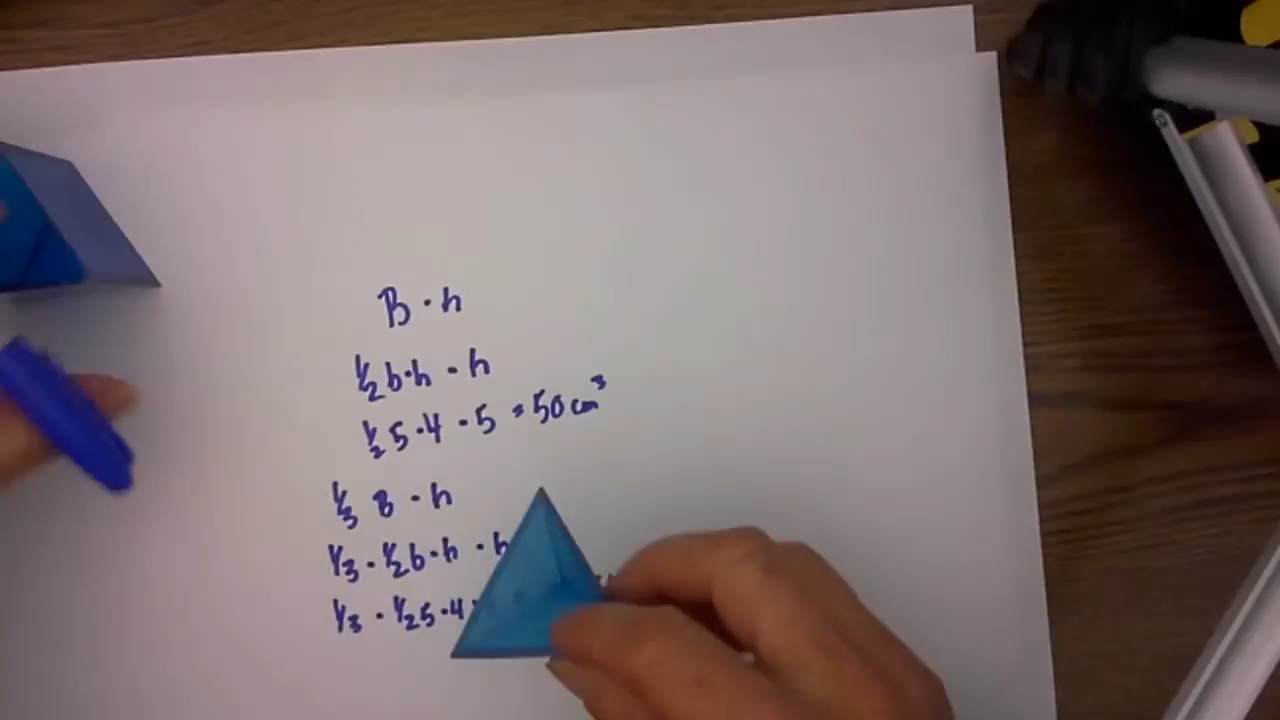 B · h
½ b·h · h
½ 5·4 · 5 = 50 cm³
⅓ B · h
⅓ · ½ b·h · h
⅓ · ½ 5·4